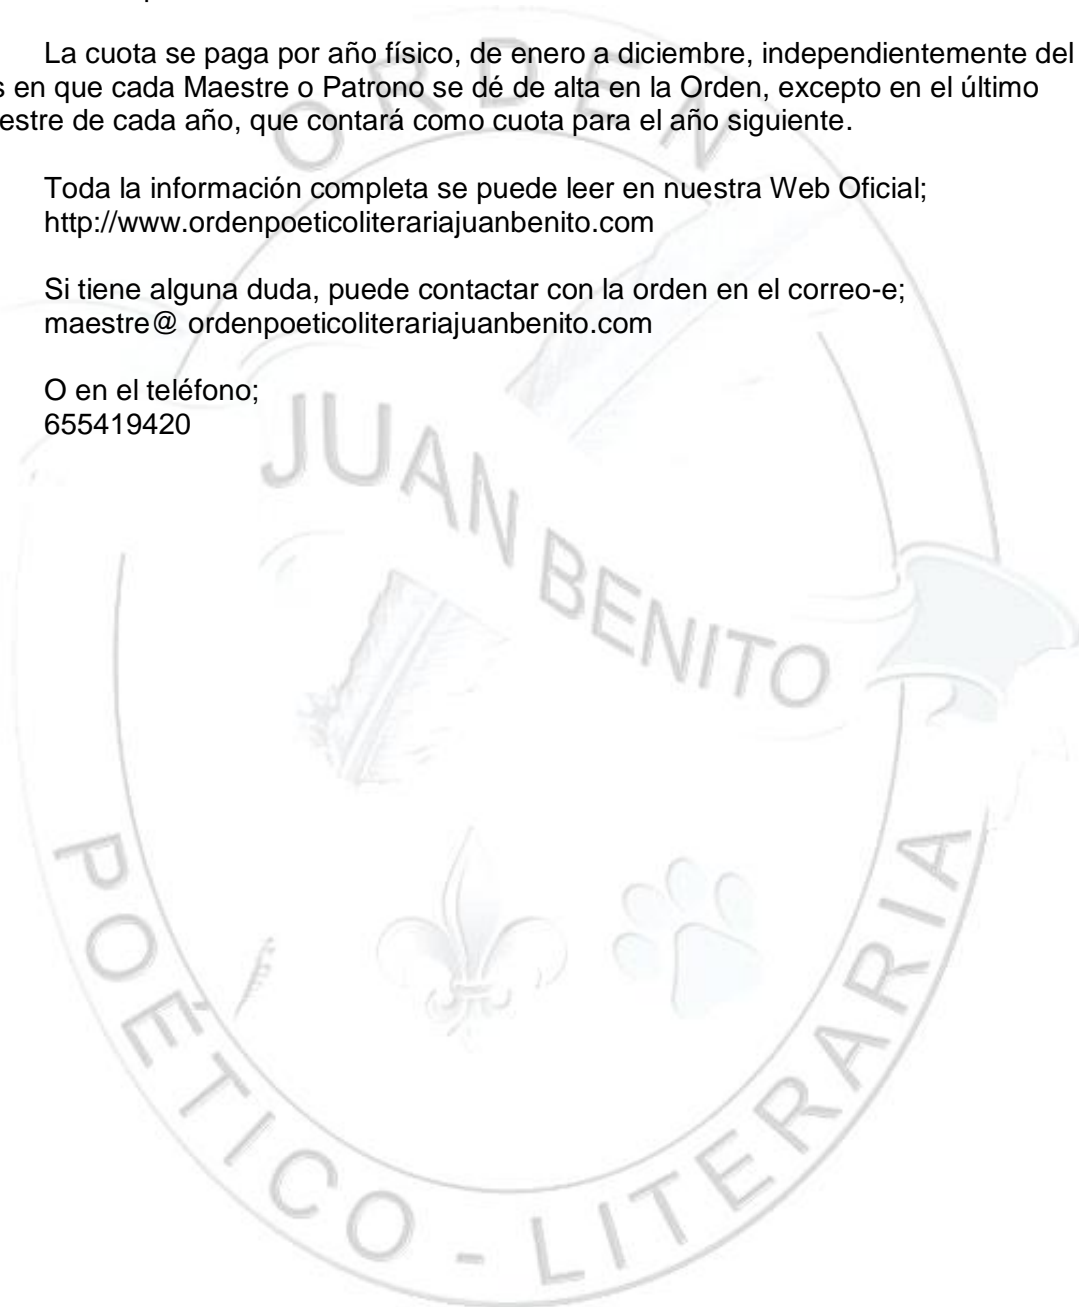 La cuota se paga por año físico, de enero a diciembre, independientemente del
en que cada Maestre o Patrono se dé de alta en la Orden, excepto en el último
de cada año, que contará como cuota para el año siguiente.
Toda la información completa se puede leer en nuestra Web Oficial;
http://www.ordenpoeticoliterariajuanbenito.com
Si tiene alguna duda, puede contactar con la orden en el correo-e;
maestre@ ordenpoeticoliterariajuanbenito.com
O en el teléfono;
655419420
ORDEN
JUAN BENITO
POÉTICO - LITERARIA